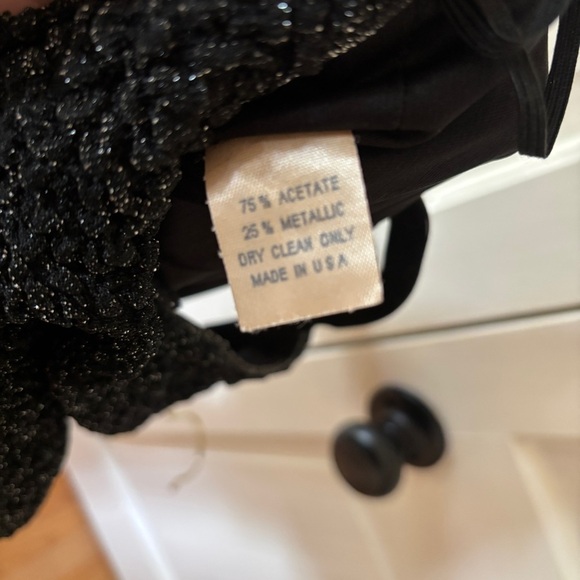 75% ACETATE
25% METALLIC
DRY CLEAN ONLY
MADE IN USA